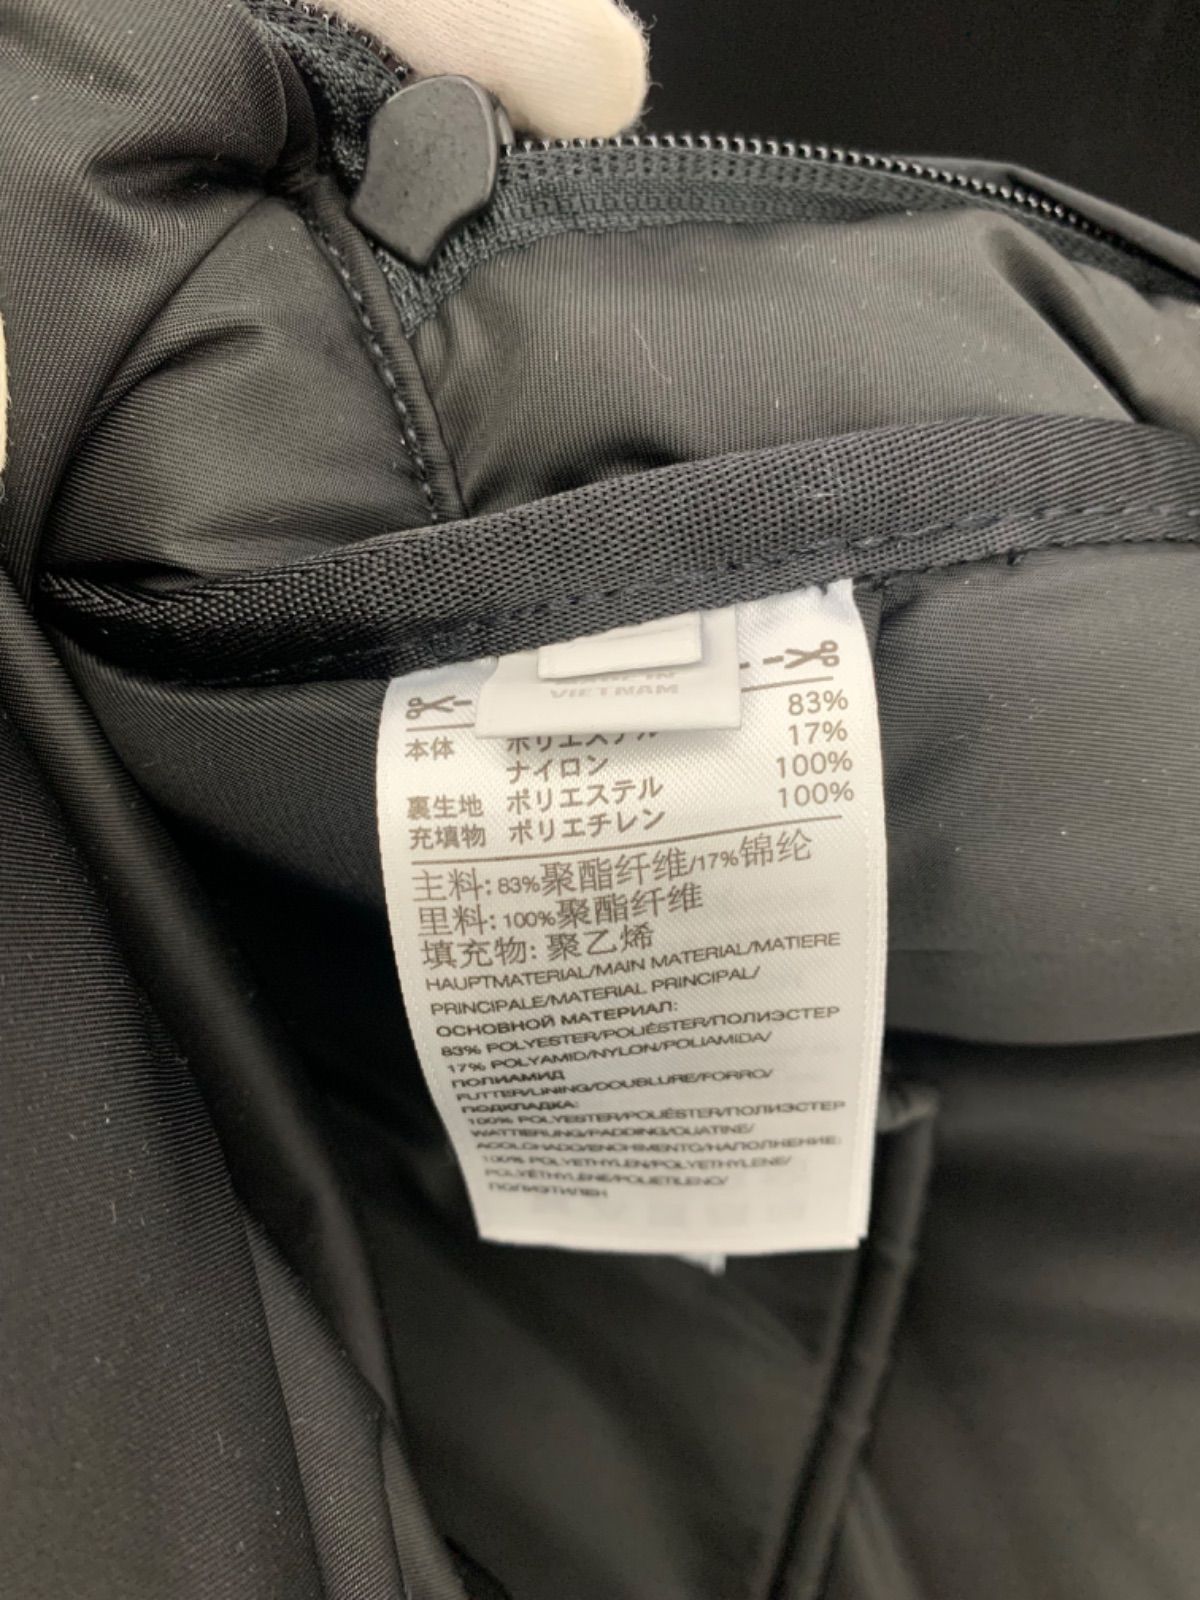 MADE IN
VIETNAM
本体 ポリエステル 83%
ナイロン 17%
裏生地 ポリエステル 100%
充填物 ポリエチレン 100%
主料: 83%聚酯纤维/17%锦纶
里料: 100%聚酯纤维
填充物: 聚乙烯
HAUPTMATERIAL/MAIN MATERIAL/MATIERE
PRINCIPALE/MATERIAL PRINCIPAL/
ОСНОВНОЙ МАТЕРИАЛ:
83% POLYESTER/POLIÉSTER/ПОЛИЭСТЕР
17% POLYAMID/NYLON/POLIAMIDA/
ПОЛИАМИД
FUTTER/LINING/DOUBLURE/FORRO/
ПОДКЛАДКА:
100% POLYESTER/POLIÉSTER/ПОЛИЭСТЕР
WATTIERUNG/PADDING/OUATINE/
ACOLCHADO/ENCHIMENTO/НАПОЛНЕНИЕ:
100% POLYETHYLEN/POLYETHYLENE/
POLYÉTHYLÈNE/POLIETILENO/
ПОЛИЭТИЛЕН